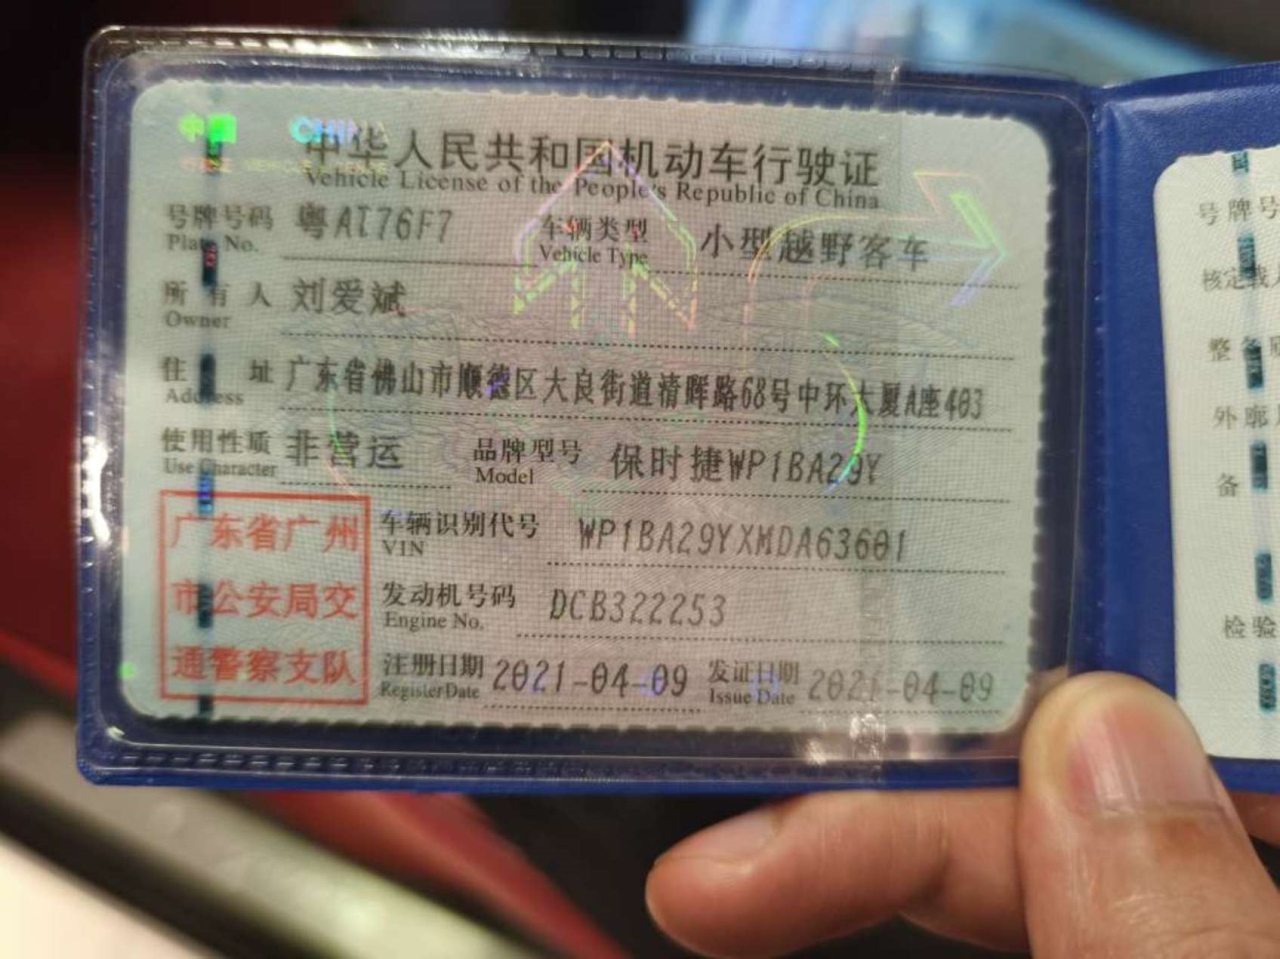 中国 CHINA
中华人民共和国机动车行驶证
Vehicle License of the People's Republic of China
号牌号码 粤AT76F7 车辆类型 小型越野客车
Plate No. Vehicle Type
所有人 刘爱斌
Owner
住址 广东省佛山市顺德区大良街道清晖路68号中环大厦A座403
Address
使用性质 非营运 品牌型号 保时捷WP1BA29Y
Use Character Model
广东省广州
市公安局交
通警察支队
车辆识别代号 WP1BA29YXMDA63601
VIN
发动机号码 DCB322253
Engine No.
注册日期 2021-04-09 发证日期 2021-04-09
Register Date Issue Date
号牌号
核定载人
整备质
外廓
备
检验